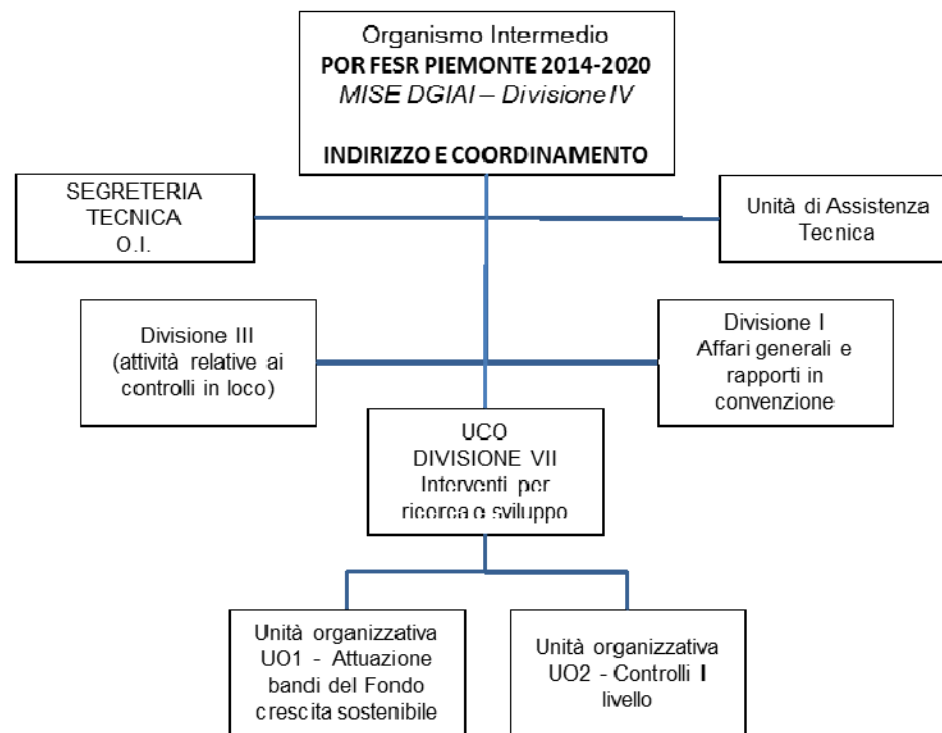 Organismo Intermedio
POR FESR PIEMONTE 2014-2020
MISE DGIAI – Divisione IV
INDIRIZZO E COORDINAMENTO
SEGRETERIA
TECNICA
O.I.
Unità di Assistenza
Tecnica
Divisione III
(attività relative ai
controlli in loco)
Divisione I
Affari generali e
rapporti in
convenzione
UCO
DIVISIONE VII
Interventi per
ricerca e sviluppo
Unità organizzativa
UO1 - Attuazione
bandi del Fondo
crescita sostenibile
Unità organizzativa
UO2 - Controlli I
livello